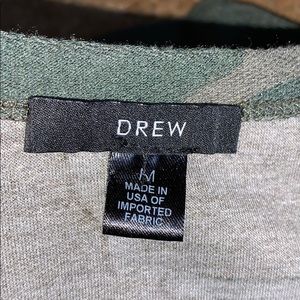 DREW
M
MADE IN
USA OF
IMPORTED
FABRIC